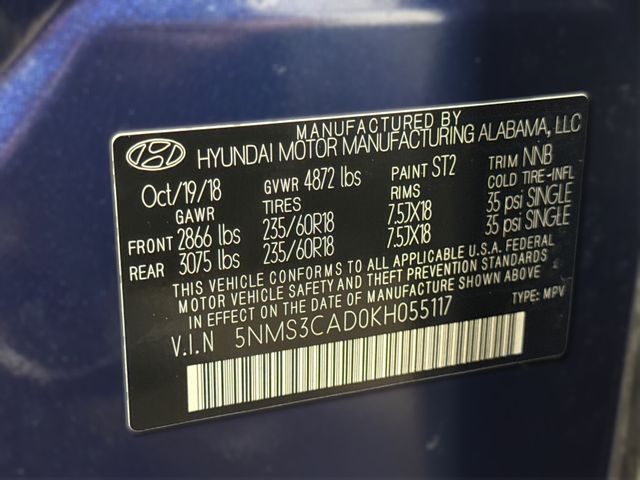 MANUFACTURED BY
HYUNDAI MOTOR MANUFACTURING ALABAMA, LLC
Oct/19/18 GVWR 4872 lbs PAINT ST2 TRIM NNB
GAWR TIRES RIMS COLD TIRE-INFL
FRONT 2866 lbs 235/60R18 7.5JX18 35 psi SINGLE
REAR 3075 lbs 235/60R18 7.5JX18 35 psi SINGLE
THIS VEHICLE CONFORMS TO ALL APPLICABLE U.S.A. FEDERAL
MOTOR VEHICLE SAFETY AND THEFT PREVENTION STANDARDS
IN EFFECT ON THE DATE OF MANUFACTURE SHOWN ABOVE
V.I.N 5NMS3CAD0KH055117 TYPE: MPV